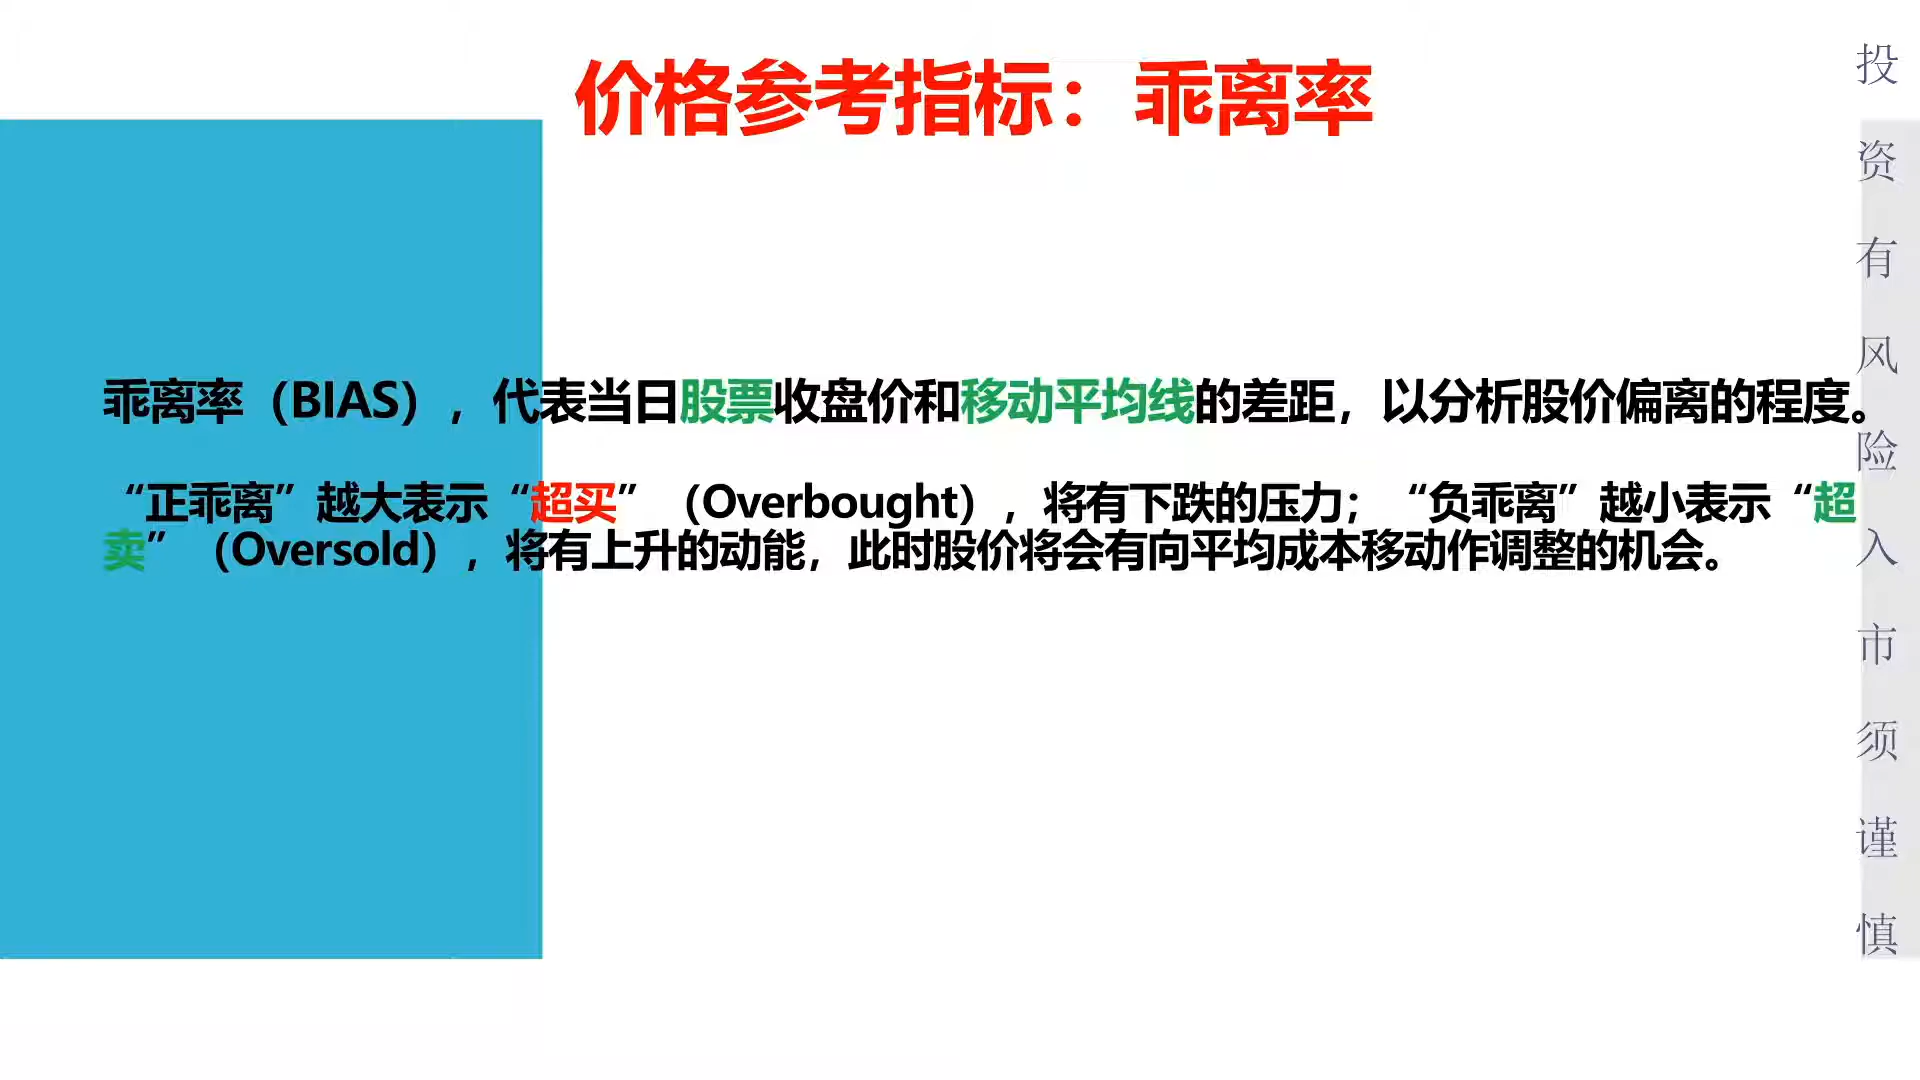 价格参考指标：乖离率
乖离率（BIAS），代表当日股票收盘价和移动平均线的差距，以分析股价偏离的程度。
“正乖离”越大表示“超买”（Overbought），将有下跌的压力；“负乖离”越小表示“超
卖”（Oversold），将有上升的动能，此时股价将会有向平均成本移动作调整的机会。
投资有风险入市须谨慎